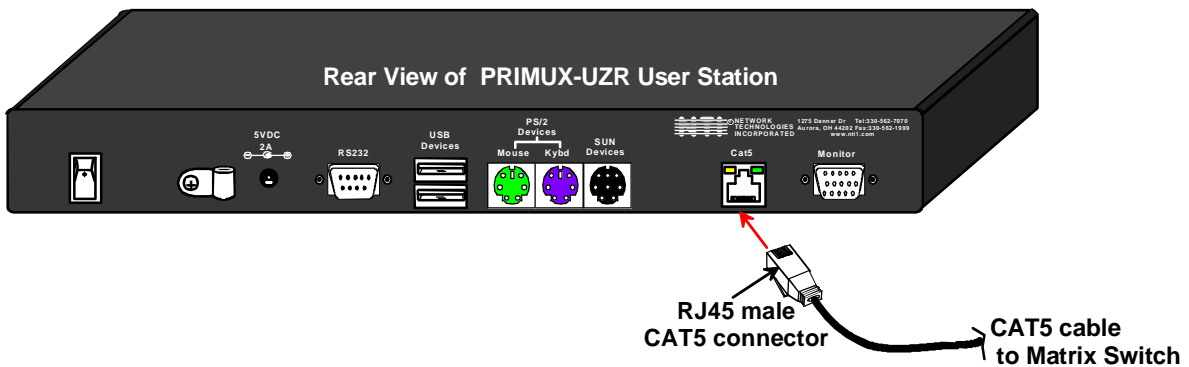 Rear View of PRIMUX-UZR User Station
NETWORK
TECHNOLOGIES
INCORPORATED
1275 Danner Dr Tel:330-562-7070
Aurora, OH 44202 Fax:330-562-1999
www.nti1.com
5VDC
2A
RS232
USB
Devices
PS/2
Devices
Mouse Kybd
SUN
Devices
Cat5
Monitor
RJ45 male
CAT5 connector
CAT5 cable
to Matrix Switch